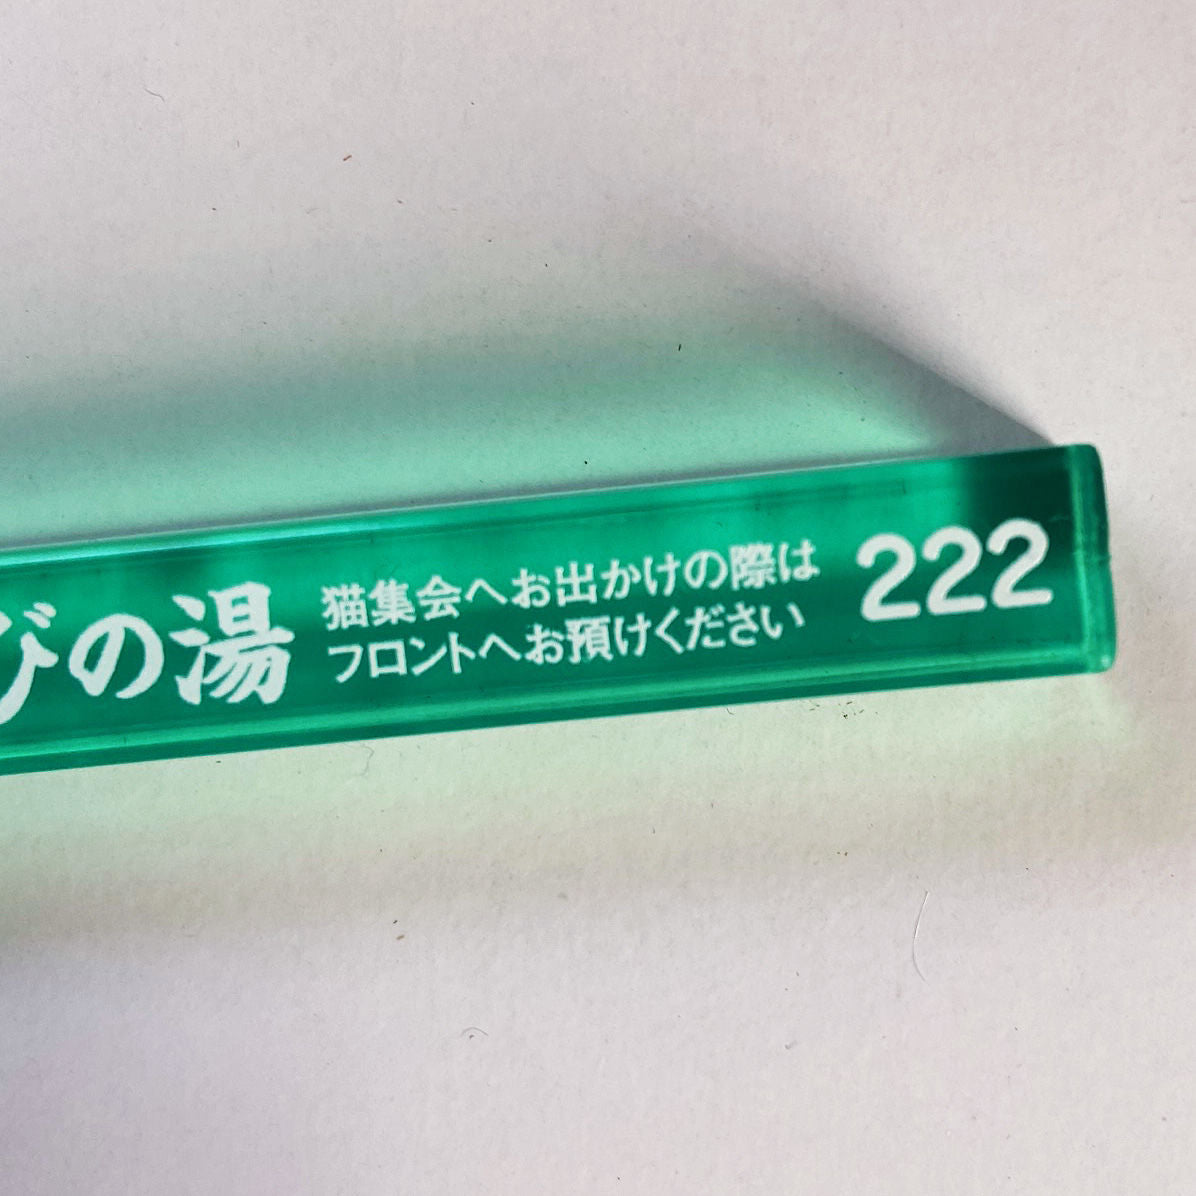 びの湯
猫集会へお出かけの際は
フロントへお預けください
222